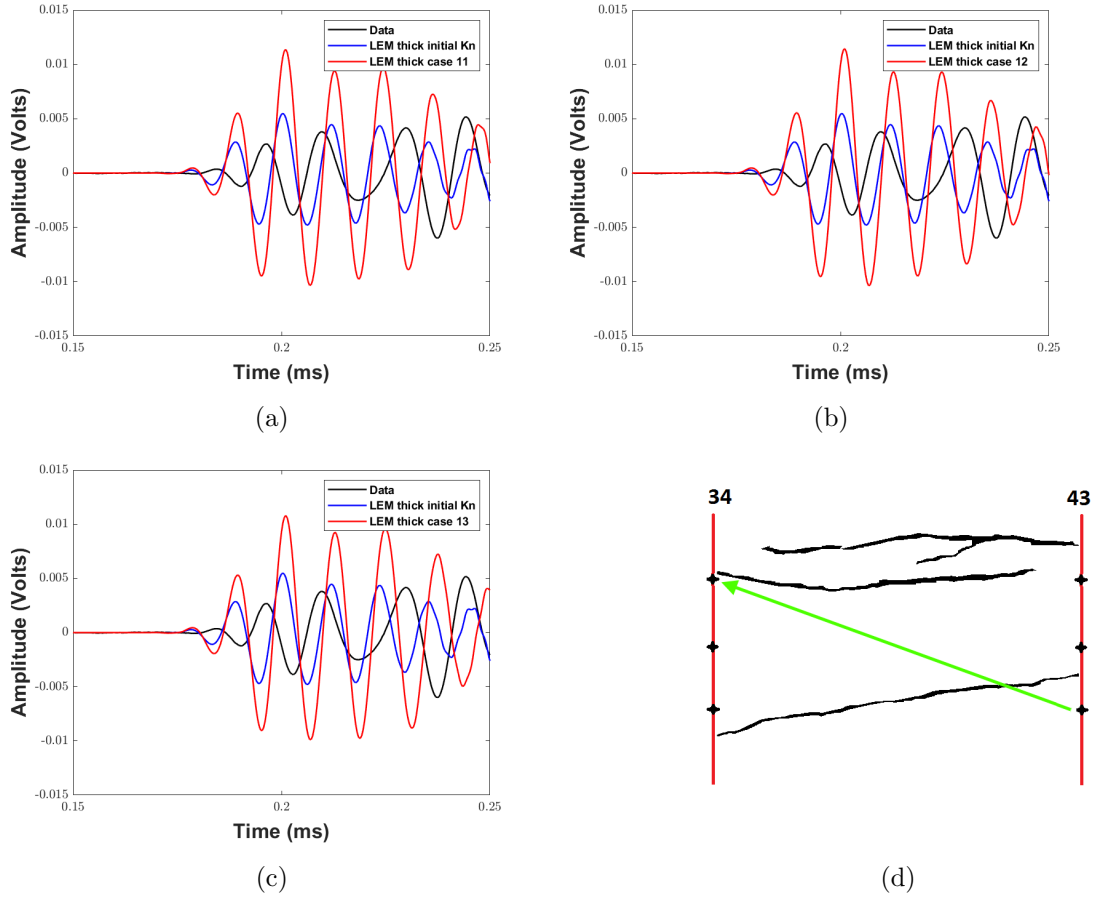 0.015
0.01
0.005
0
-0.005
-0.01
-0.015
Amplitude (Volts)
Data
LEM thick initial Kn
LEM thick case 11
0.15
0.2
0.25
Time (ms)
(a)
0.015
0.01
0.005
0
-0.005
-0.01
-0.015
Amplitude (Volts)
Data
LEM thick initial Kn
LEM thick case 12
0.15
0.2
0.25
Time (ms)
(b)
0.015
0.01
0.005
0
-0.005
-0.01
-0.015
Amplitude (Volts)
Data
LEM thick initial Kn
LEM thick case 13
0.15
0.2
0.25
Time (ms)
(c)
34
43
(d)